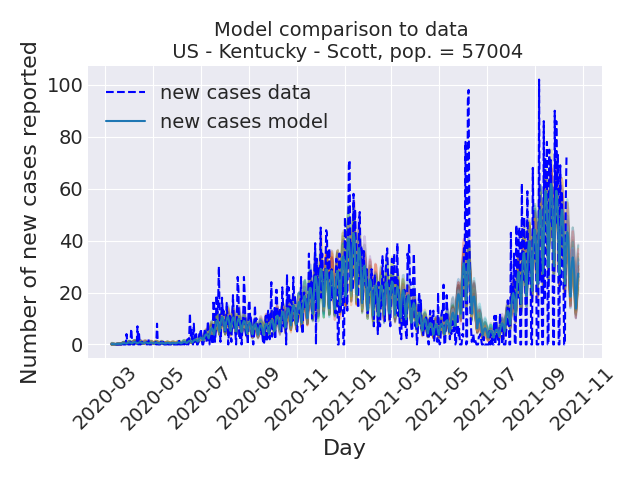 Model comparison to data
US - Kentucky - Scott, pop. = 57004
Number of new cases reported
100
80
60
40
20
0
new cases data
new cases model
2020-03
2020-05
2020-07
2020-09
2020-11
2021-01
2021-03
2021-05
2021-07
2021-09
2021-11
Day